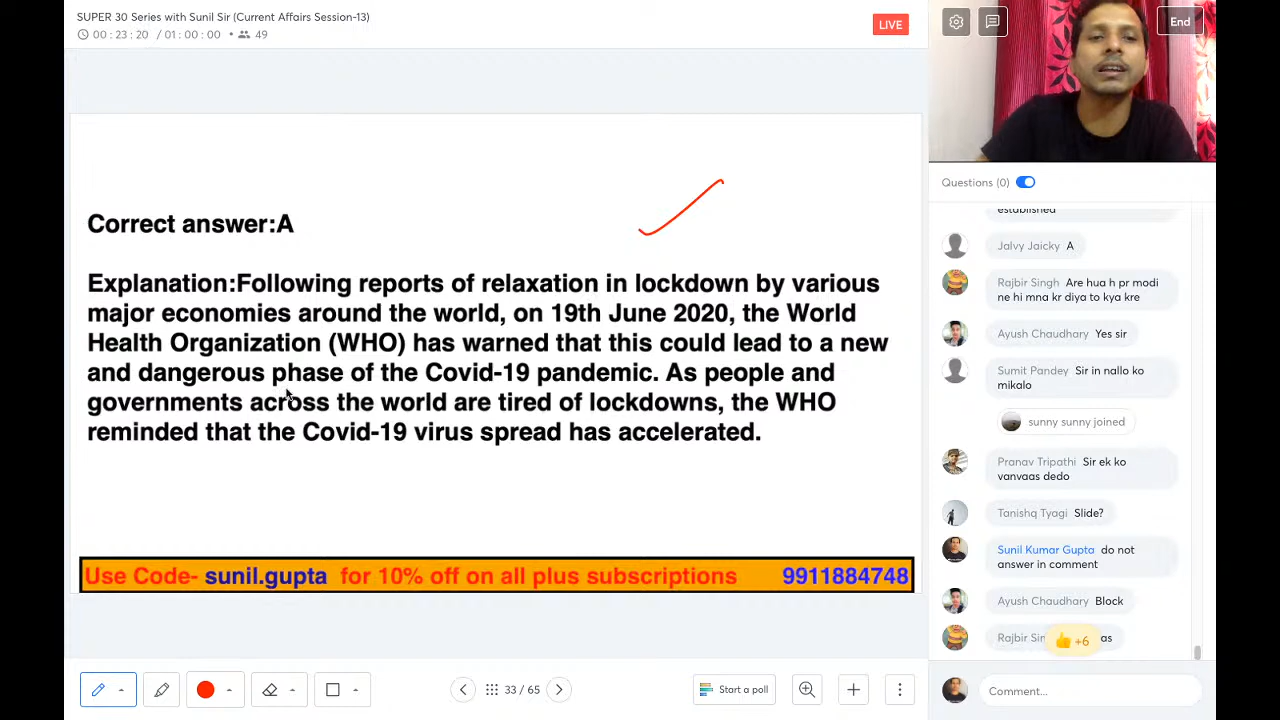 SUPER 30 Series with Sunil Sir (Current Affairs Session-13)
00 : 23 : 20 / 01 : 00 : 00 • 49
LIVE
End
Correct answer:A
Explanation:Following reports of relaxation in lockdown by various
major economies around the world, on 19th June 2020, the World
Health Organization (WHO) has warned that this could lead to a new
and dangerous phase of the Covid-19 pandemic. As people and
governments across the world are tired of lockdowns, the WHO
reminded that the Covid-19 virus spread has accelerated.
Use Code- sunil.gupta for 10% off on all plus subscriptions 9911884748
33 / 65
Start a poll
Questions (0)
established
Jalvy Jaicky A
Rajbir Singh Are hua h pr modi
ne hi mna kr diya to kya kre
Ayush Chaudhary Yes sir
Sumit Pandey Sir in nallo ko
mikalo
sunny sunny joined
Pranav Tripathi Sir ek ko
vanvaas dedo
Tanishq Tyagi Slide?
Sunil Kumar Gupta do not
answer in comment
Ayush Chaudhary Block
Rajbir +6
Comment...